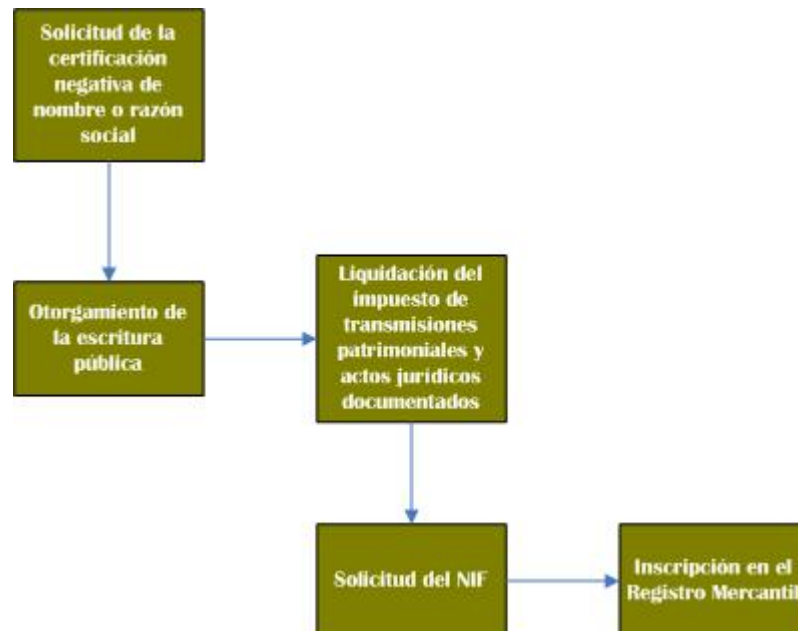 Solicitud de la
certificación
negativa de
nombre o razón
social
Otorgamiento de
la escritura
pública
Liquidación del
impuesto de
transmisiones
patrimoniales y
actos jurídicos
documentados
Solicitud del NIF
Inscripción en el
Registro Mercantil